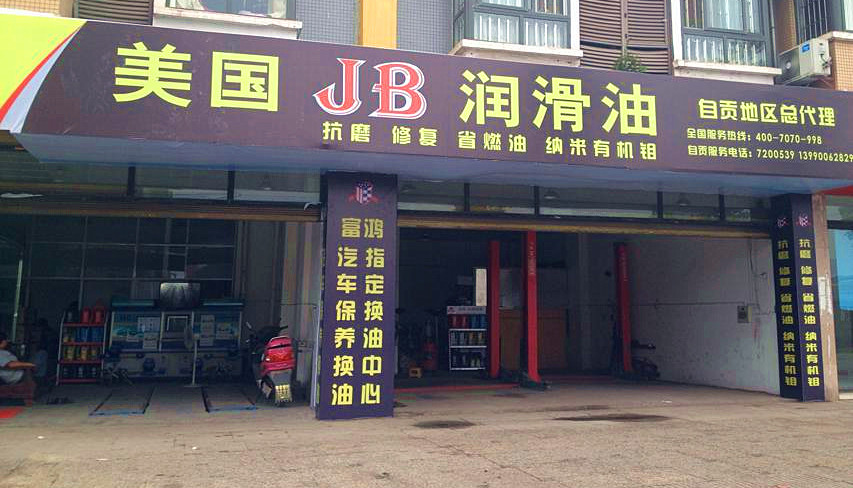 美国 JB 润滑油
抗磨 修复 省燃油 纳米有机钼
自贡地区总代理
全国服务热线：400-7070-998
自贡服务电话：7200539 13990062829
富鸿
汽车保养换油
指定换油中心
抗磨 修复 省燃油 纳米有机钼
抗磨 修复 省燃油 纳米有机钼